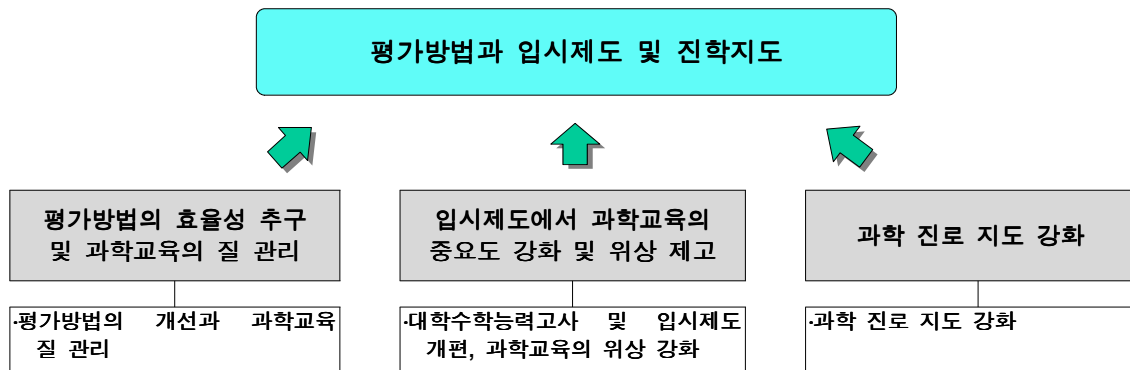 평가방법과 입시제도 및 진학지도
평가방법의 효율성 추구
및 과학교육의 질 관리
입시제도에서 과학교육의
중요도 강화 및 위상 제고
과학 진로 지도 강화
·평가방법의 개선과 과학교육
질 관리
·대학수학능력고사 및 입시제도
개편, 과학교육의 위상 강화
·과학 진로 지도 강화